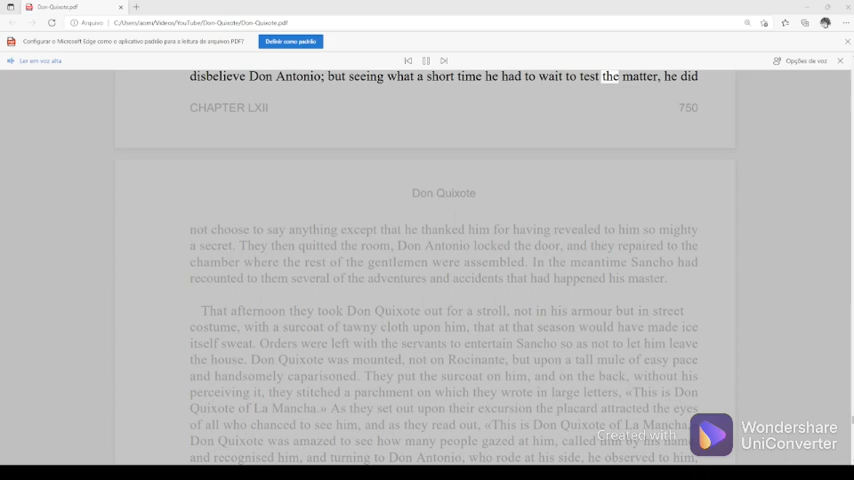 Don-Quixote.pdf
Arquivo
C:/Users/acers/Videos/YouTube/Don-Quixote/Don-Quixote.pdf
Configurar o Microsoft Edge como o aplicativo padrão para a leitura de arquivos PDF?
Definir como padrão
Ler em voz alta
Opções de voz
disbelieve Don Antonio; but seeing what a short time he had to wait to test the matter, he did
CHAPTER LXII
750
Don Quixote
not choose to say anything except that he thanked him for having revealed to him so mighty
a secret. They then quitted the room, Don Antonio locked the door, and they repaired to the
chamber where the rest of the gentlemen were assembled. In the meantime Sancho had
recounted to them several of the adventures and accidents that had happened his master.
That afternoon they took Don Quixote out for a stroll, not in his armour but in street
costume, with a surcoat of tawny cloth upon him, that at that season would have made ice
itself sweat. Orders were left with the servants to entertain Sancho so as not to let him leave
the house. Don Quixote was mounted, not on Rocinante, but upon a tall mule of easy pace
and handsomely caparisoned. They put the surcoat on him, and on the back, without his
perceiving it, they stitched a parchment on which they wrote in large letters, «This is Don
Quixote of La Mancha.» As they set out upon their excursion the placard attracted the eyes
of all who chanced to see him, and as they read out, «This is Don Quixote of La Mancha,»
Don Quixote was amazed to see how many people gazed at him, called him by his name,
and recognised him, and turning to Don Antonio, who rode at his side, he observed to him,
Created with
Wondershare
UniConverter